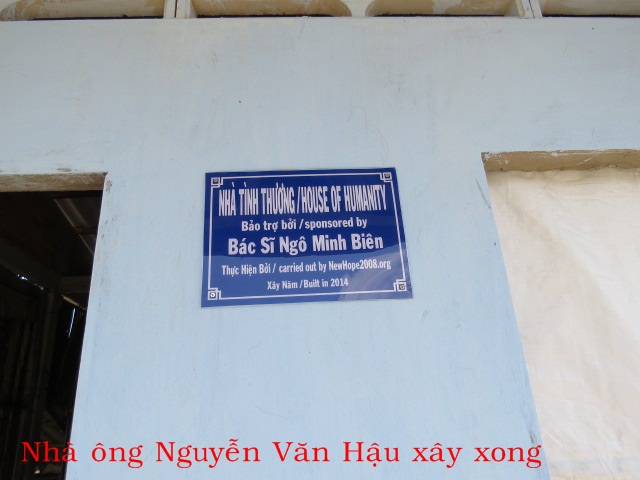 NHÀ TÌNH THƯƠNG / HOUSE OF HUMANITY
Bảo trợ bởi / sponsored by
Bác Sĩ Ngô Minh Biên
Thực Hiện Bởi / carried out by NewHope2008.org
Xây Năm / Built in 2014
Nhà ông Nguyễn Văn Hậu xây xong